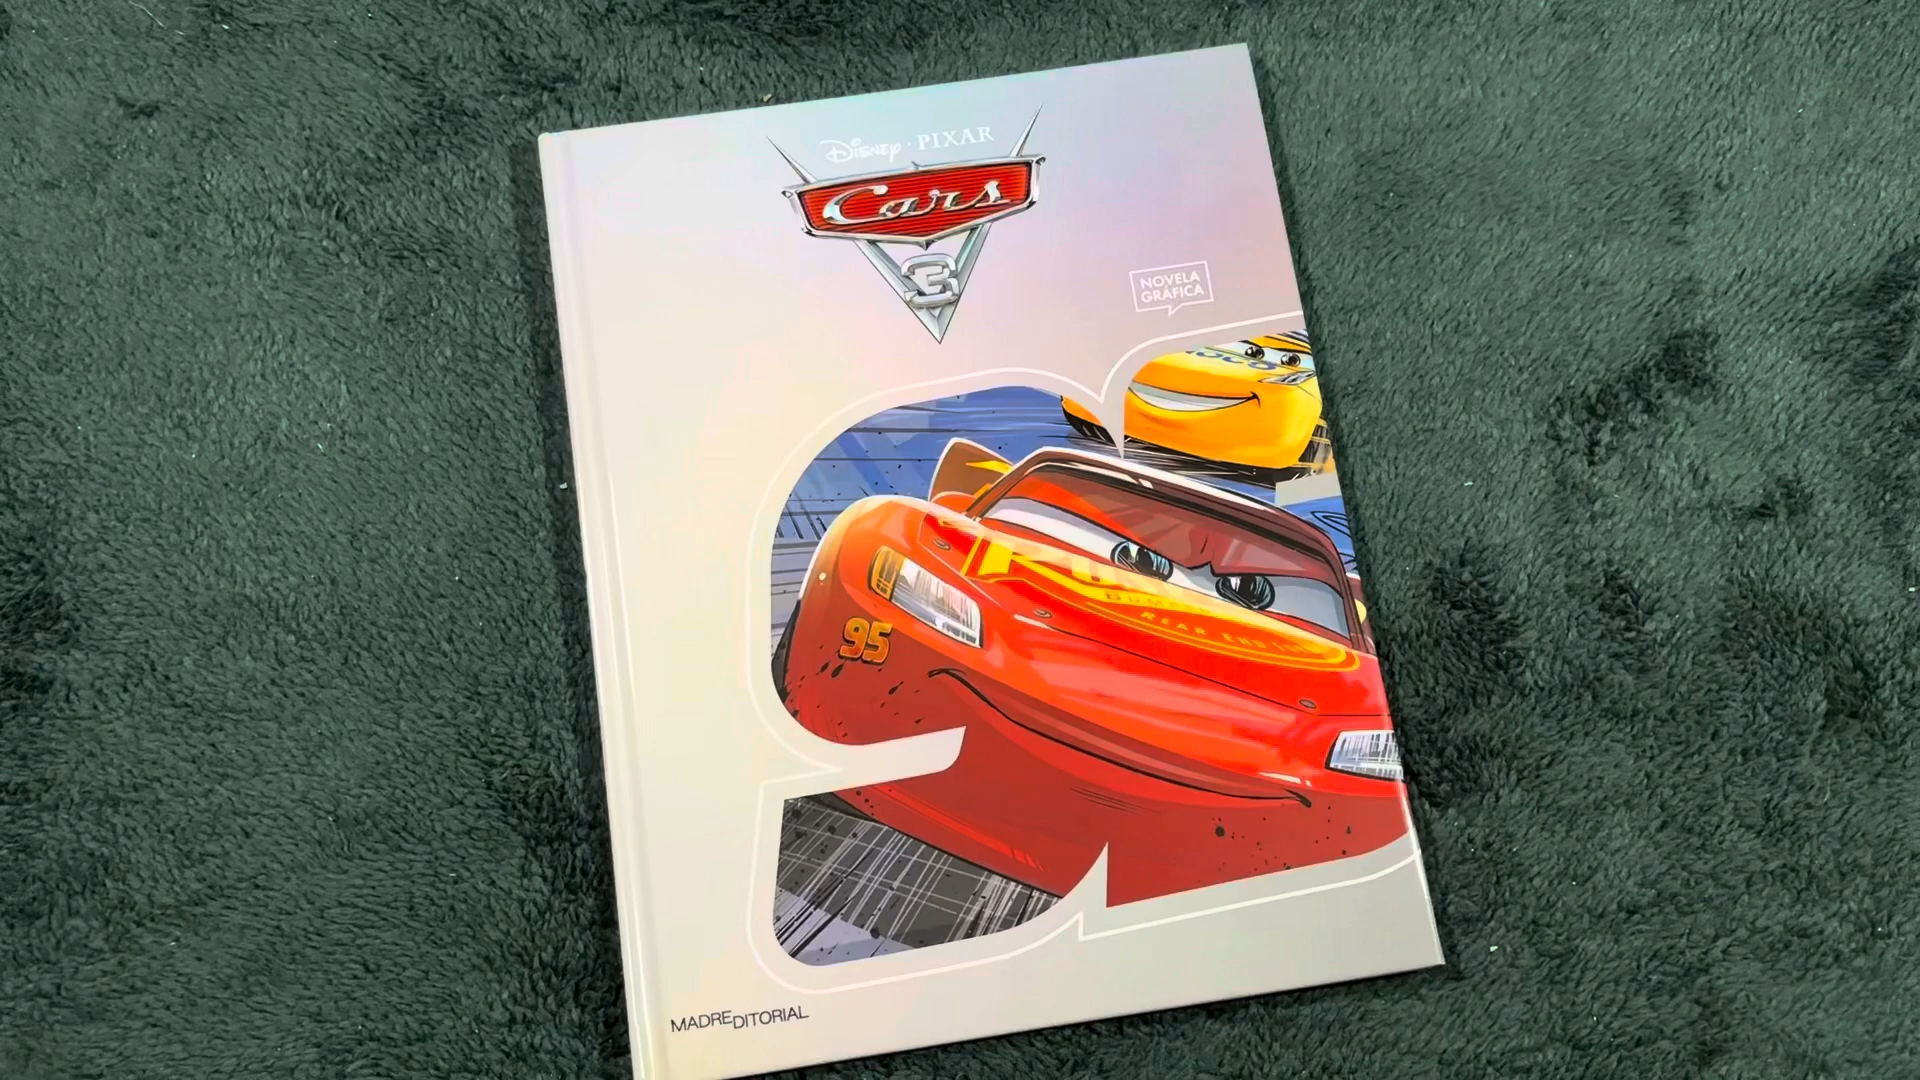 Disney · PIXAR
Cars
3
NOVELA
GRÁFICA
95
MADREDITORIAL